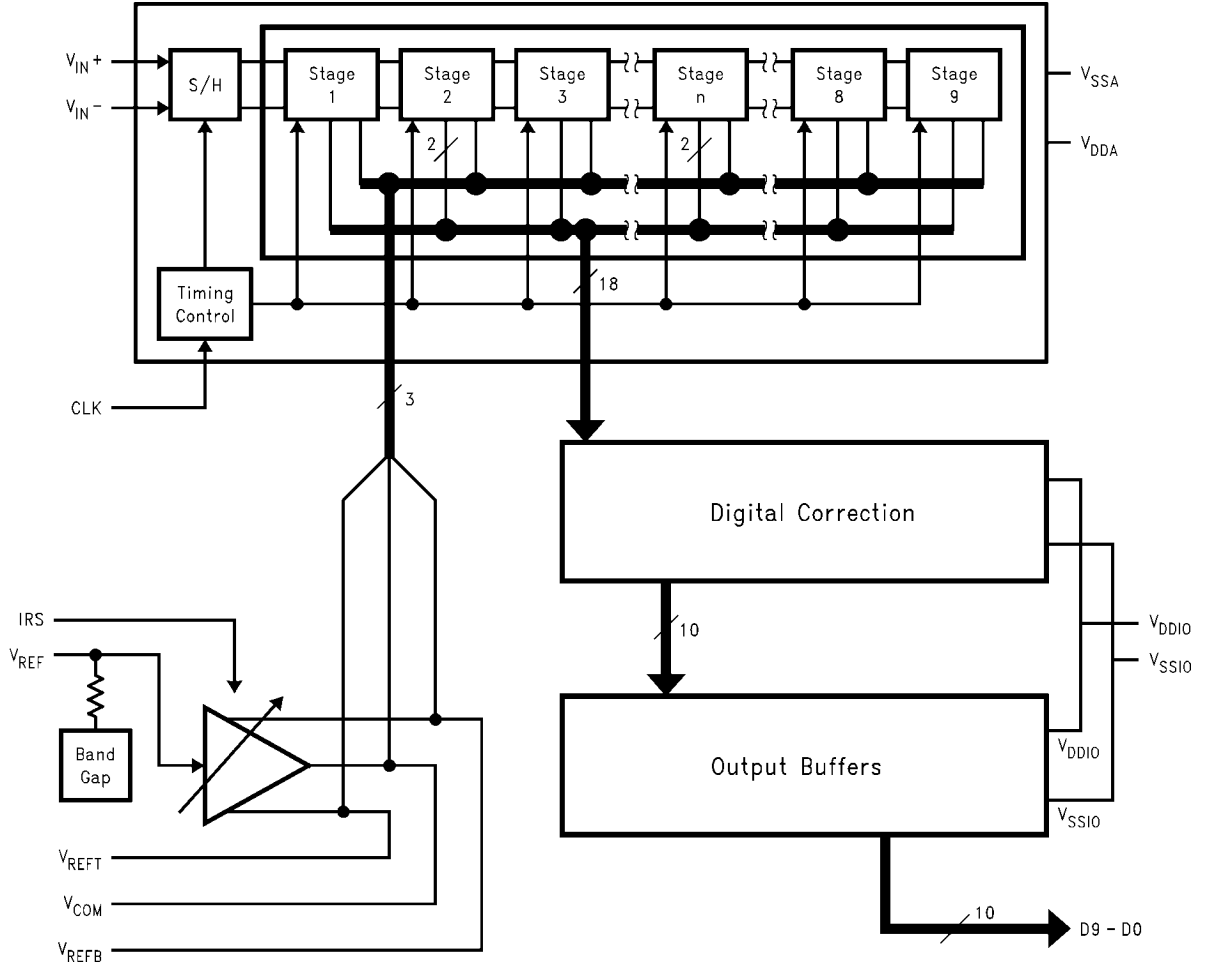 V_IN +
V_IN −
S/H
Stage
1
Stage
2
Stage
3
Stage
n
Stage
8
Stage
9
V_SSA
V_DDA
2
2
18
Timing
Control
CLK
3
Digital Correction
10
IRS
V_REF
V_DDIO
V_SSIO
Band
Gap
Output Buffers
V_DDIO
V_SSIO
V_REFT
V_COM
V_REFB
10
D9 - D0